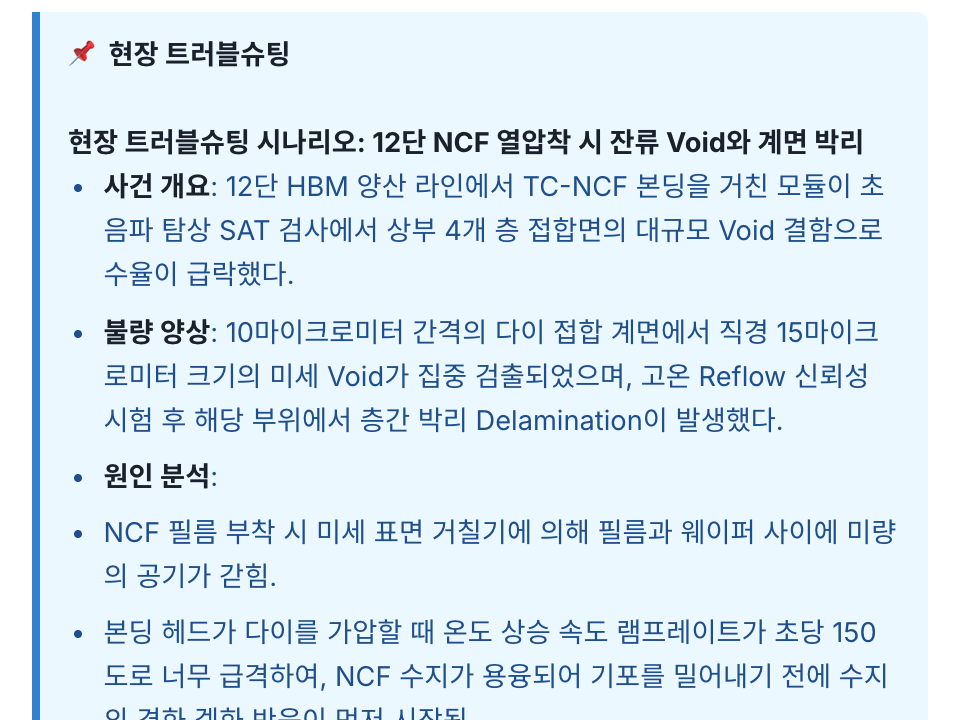 📌 현장 트러블슈팅
현장 트러블슈팅 시나리오: 12단 NCF 열압착 시 잔류 Void와 계면 박리
• 사건 개요: 12단 HBM 양산 라인에서 TC-NCF 본딩을 거친 모듈이 초
음파 탐상 SAT 검사에서 상부 4개 층 접합면의 대규모 Void 결함으로
수율이 급락했다.
• 불량 양상: 10마이크로미터 간격의 다이 접합 계면에서 직경 15마이크
로미터 크기의 미세 Void가 집중 검출되었으며, 고온 Reflow 신뢰성
시험 후 해당 부위에서 층간 박리 Delamination이 발생했다.
• 원인 분석:
• NCF 필름 부착 시 미세 표면 거칠기에 의해 필름과 웨이퍼 사이에 미량
의 공기가 갇힘.
• 본딩 헤드가 다이를 가압할 때 온도 상승 속도 램프레이트가 초당 150
도로 너무 급격하여, NCF 수지가 용융되어 기포를 밀어내기 전에 수지
의 경화 겔화 반응이 먼저 시작됨.